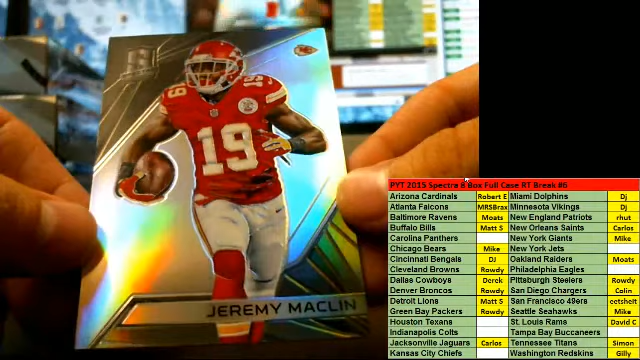 19
19
19
JEREMY MACLIN
PYT 2015 Spectra 8 Box Full Case RT Break #6
Arizona Cardinals Robert E Miami Dolphins Dj
Atlanta Falcons MRSBrax Minnesota Vikings Dj
Baltimore Ravens Moats New England Patriots rhut
Buffalo Bills Matt S New Orleans Saints Carlos
Carolina Panthers New York Giants Mike
Chicago Bears Mike New York Jets
Cincinnati Bengals DJ Oakland Raiders Moats
Cleveland Browns Rowdy Philadelphia Eagles
Dallas Cowboys Derek Pittsburgh Steelers Rowdy
Denver Broncos Rowdy San Diego Chargers Colin
Detroit Lions Matt S San Francisco 49ers eetsheit
Green Bay Packers Rowdy Seattle Seahawks Mike
Houston Texans St. Louis Rams David C
Indianapolis Colts Tampa Bay Buccaneers
Jacksonville Jaguars Carlos Tennessee Titans Simon
Kansas City Chiefs Washington Redskins Gily